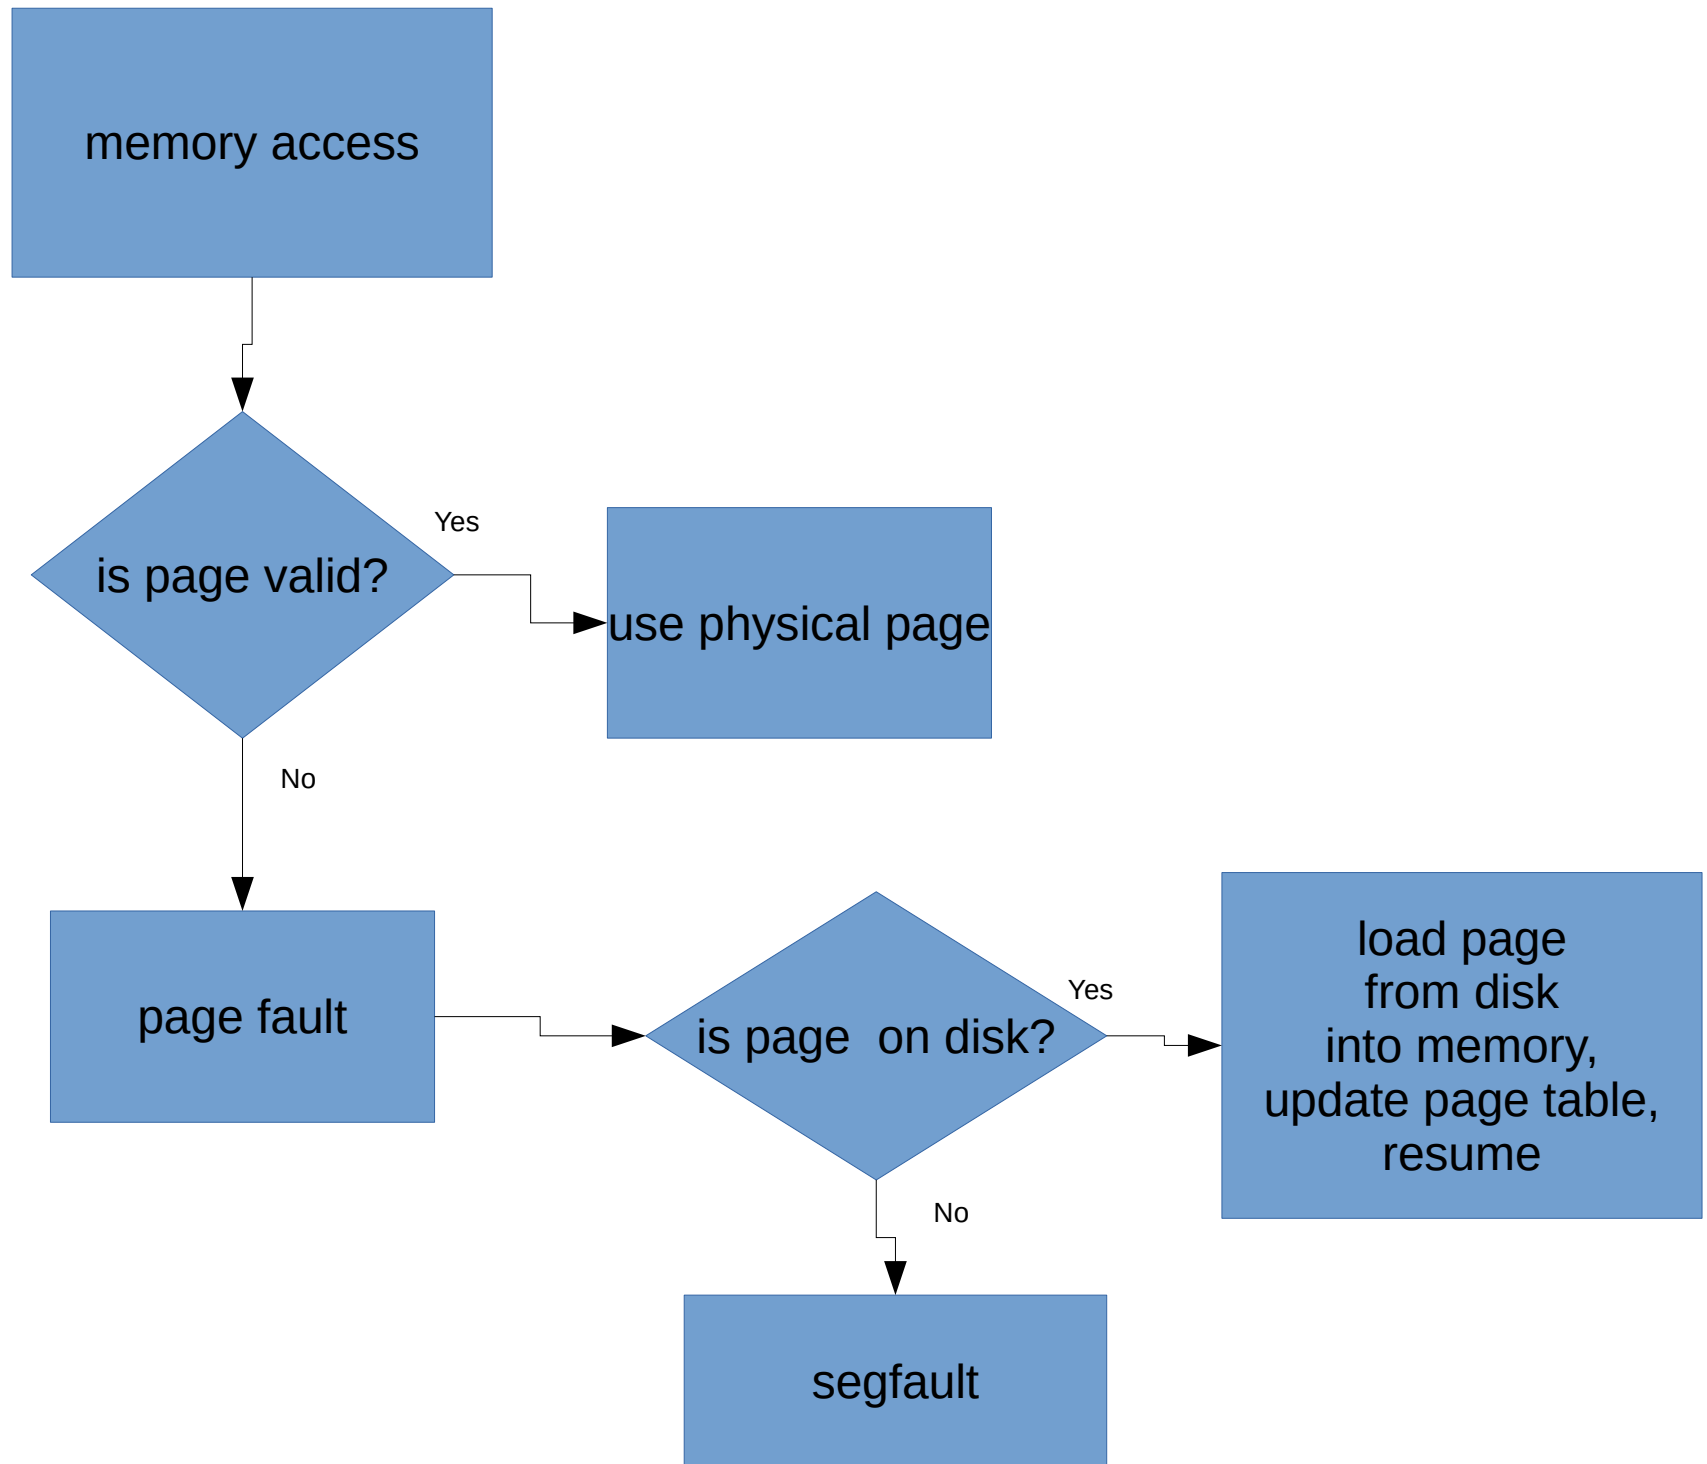 memory access
Yes
is page valid?
use physical page
No
page fault
is page  on disk?
Yes
load page
from disk
into memory,
update page table,
resume
No
segfault